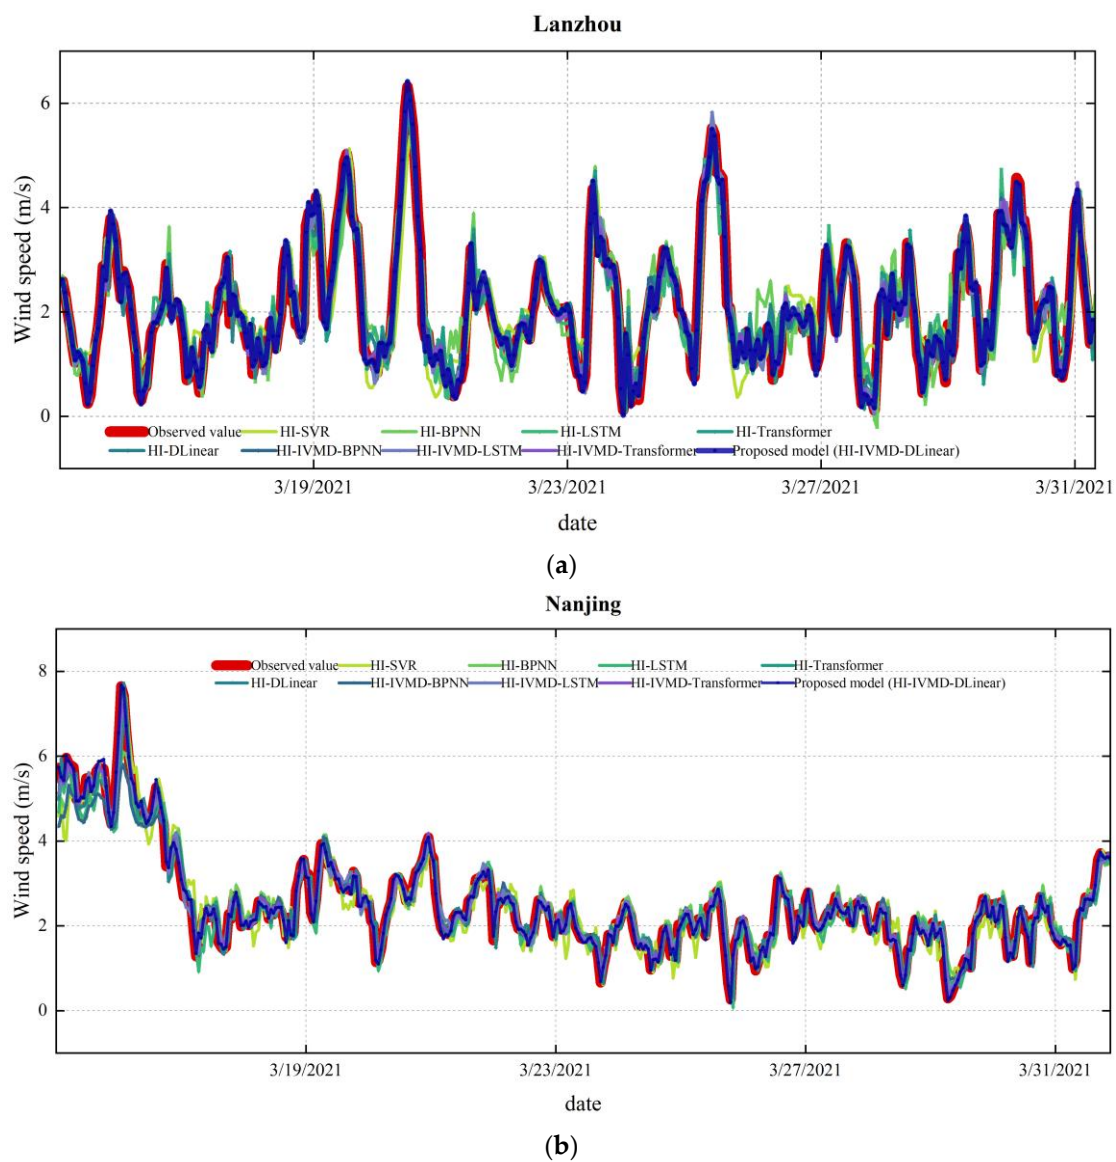 Lanzhou
6
4
2
0
Wind speed (m/s)
Observed value HI-SVR HI-BPNN HI-LSTM HI-Transformer
HI-DLinear HI-IVMD-BPNN HI-IVMD-LSTM HI-IVMD-Transformer Proposed model (HI-IVMD-DLinear)
3/19/2021 3/23/2021 3/27/2021 3/31/2021
date
(a)
Nanjing
8
6
4
2
0
Wind speed (m/s)
Observed value HI-SVR HI-BPNN HI-LSTM HI-Transformer
HI-DLinear HI-IVMD-BPNN HI-IVMD-LSTM HI-IVMD-Transformer Proposed model (HI-IVMD-DLinear)
3/19/2021 3/23/2021 3/27/2021 3/31/2021
date
(b)